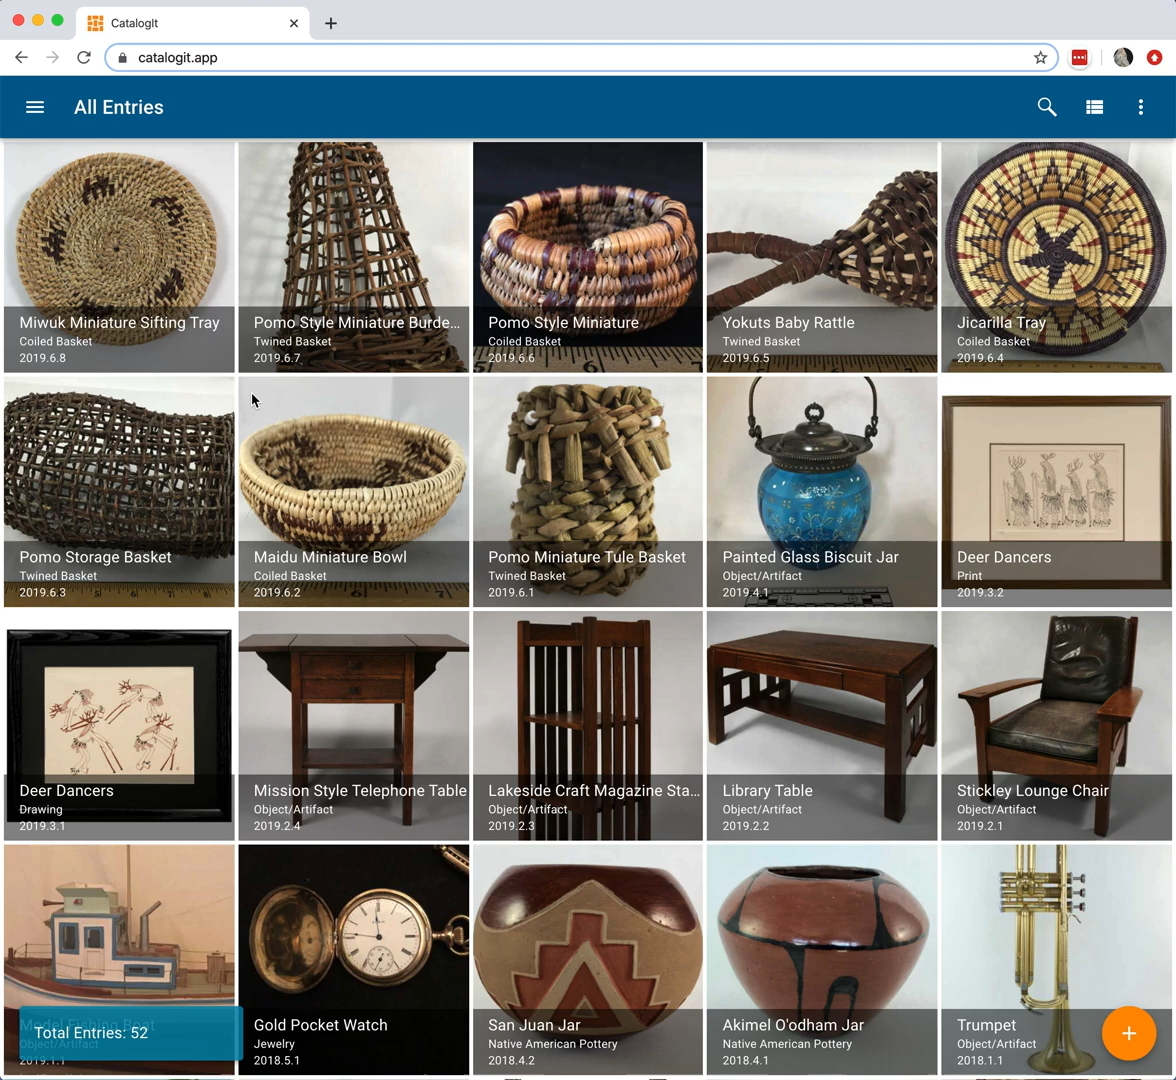 CatalogIt
catalogit.app
All Entries
Miwuk Miniature Sifting Tray
Coiled Basket
2019.6.8
Pomo Style Miniature Burde...
Twined Basket
2019.6.7
Pomo Style Miniature
Coiled Basket
2019.6.6
Yokuts Baby Rattle
Twined Basket
2019.6.5
Jicarilla Tray
Coiled Basket
2019.6.4
Pomo Storage Basket
Twined Basket
2019.6.3
Maidu Miniature Bowl
Coiled Basket
2019.6.2
Pomo Miniature Tule Basket
Twined Basket
2019.6.1
Painted Glass Biscuit Jar
Object/Artifact
2019.4.1
Deer Dancers
Print
2019.3.2
Deer Dancers
Drawing
2019.3.1
Mission Style Telephone Table
Object/Artifact
2019.2.4
Lakeside Craft Magazine Sta...
Object/Artifact
2019.2.3
Library Table
Object/Artifact
2019.2.2
Stickley Lounge Chair
Object/Artifact
2019.2.1
Model Fishing Boat
Object/Artifact
2019.1.1
Total Entries: 52
Gold Pocket Watch
Jewelry
2018.5.1
San Juan Jar
Native American Pottery
2018.4.2
Akimel O'odham Jar
Native American Pottery
2018.4.1
Trumpet
Object/Artifact
2018.1.1